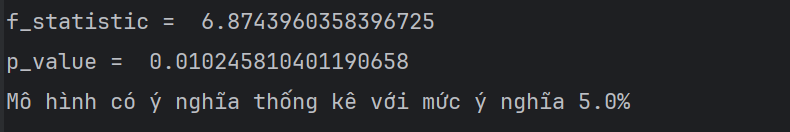 f_statistic =  6.8743960358396725
p_value =  0.010245810401190658
Mô hình có ý nghĩa thống kê với mức ý nghĩa 5.0%